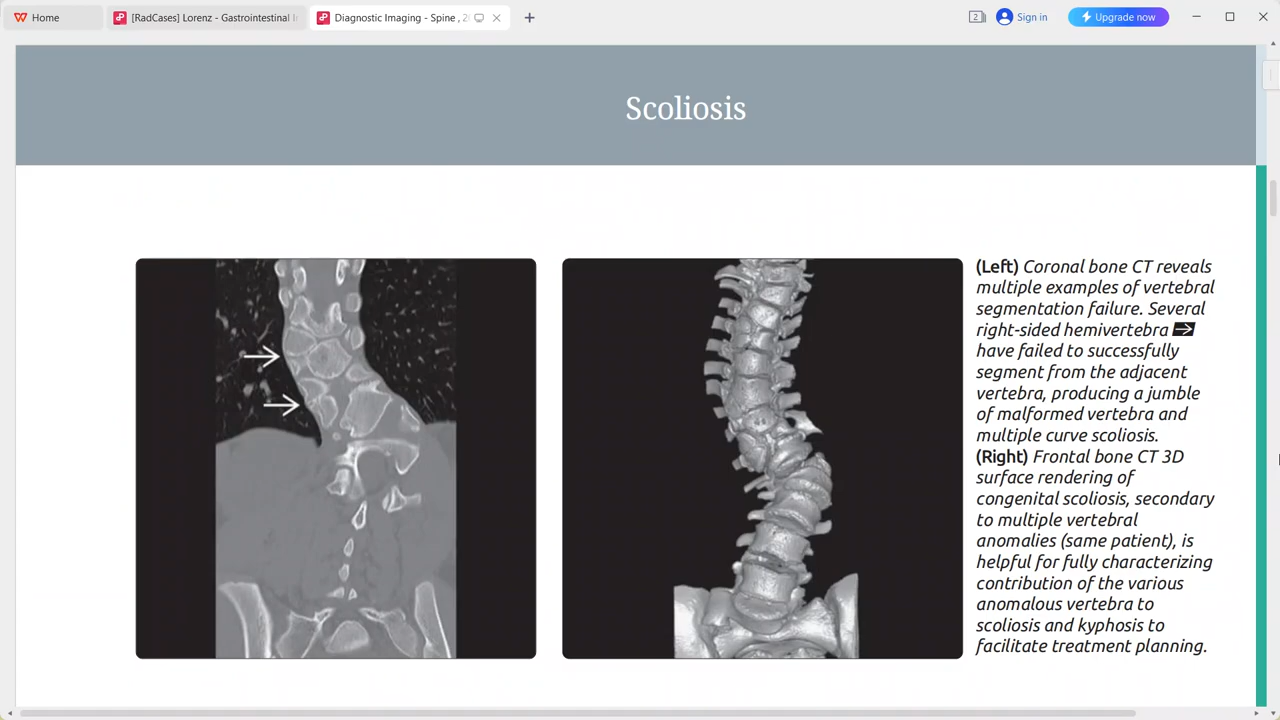 Home
[RadCases] Lorenz - Gastrointestinal
Diagnostic Imaging - Spine , 2
2
Sign in
Upgrade now
Scoliosis
(Left) Coronal bone CT reveals
multiple examples of vertebral
segmentation failure. Several
right-sided hemivertebra
have failed to successfully
segment from the adjacent
vertebra, producing a jumble
of malformed vertebra and
multiple curve scoliosis.
(Right) Frontal bone CT 3D
surface rendering of
congenital scoliosis, secondary
to multiple vertebral
anomalies (same patient), is
helpful for fully characterizing
contribution of the various
anomalous vertebra to
scoliosis and kyphosis to
facilitate treatment planning.